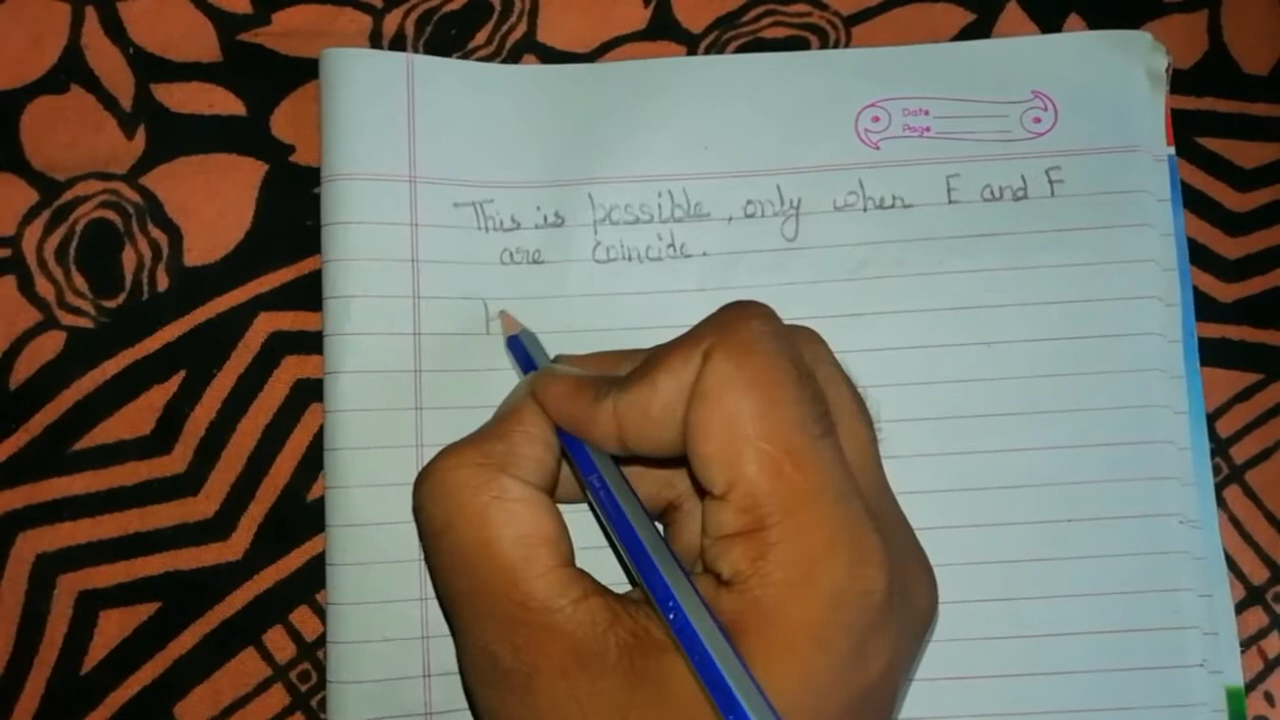 Date
Page
This is possible, only when E and F
are coincide.